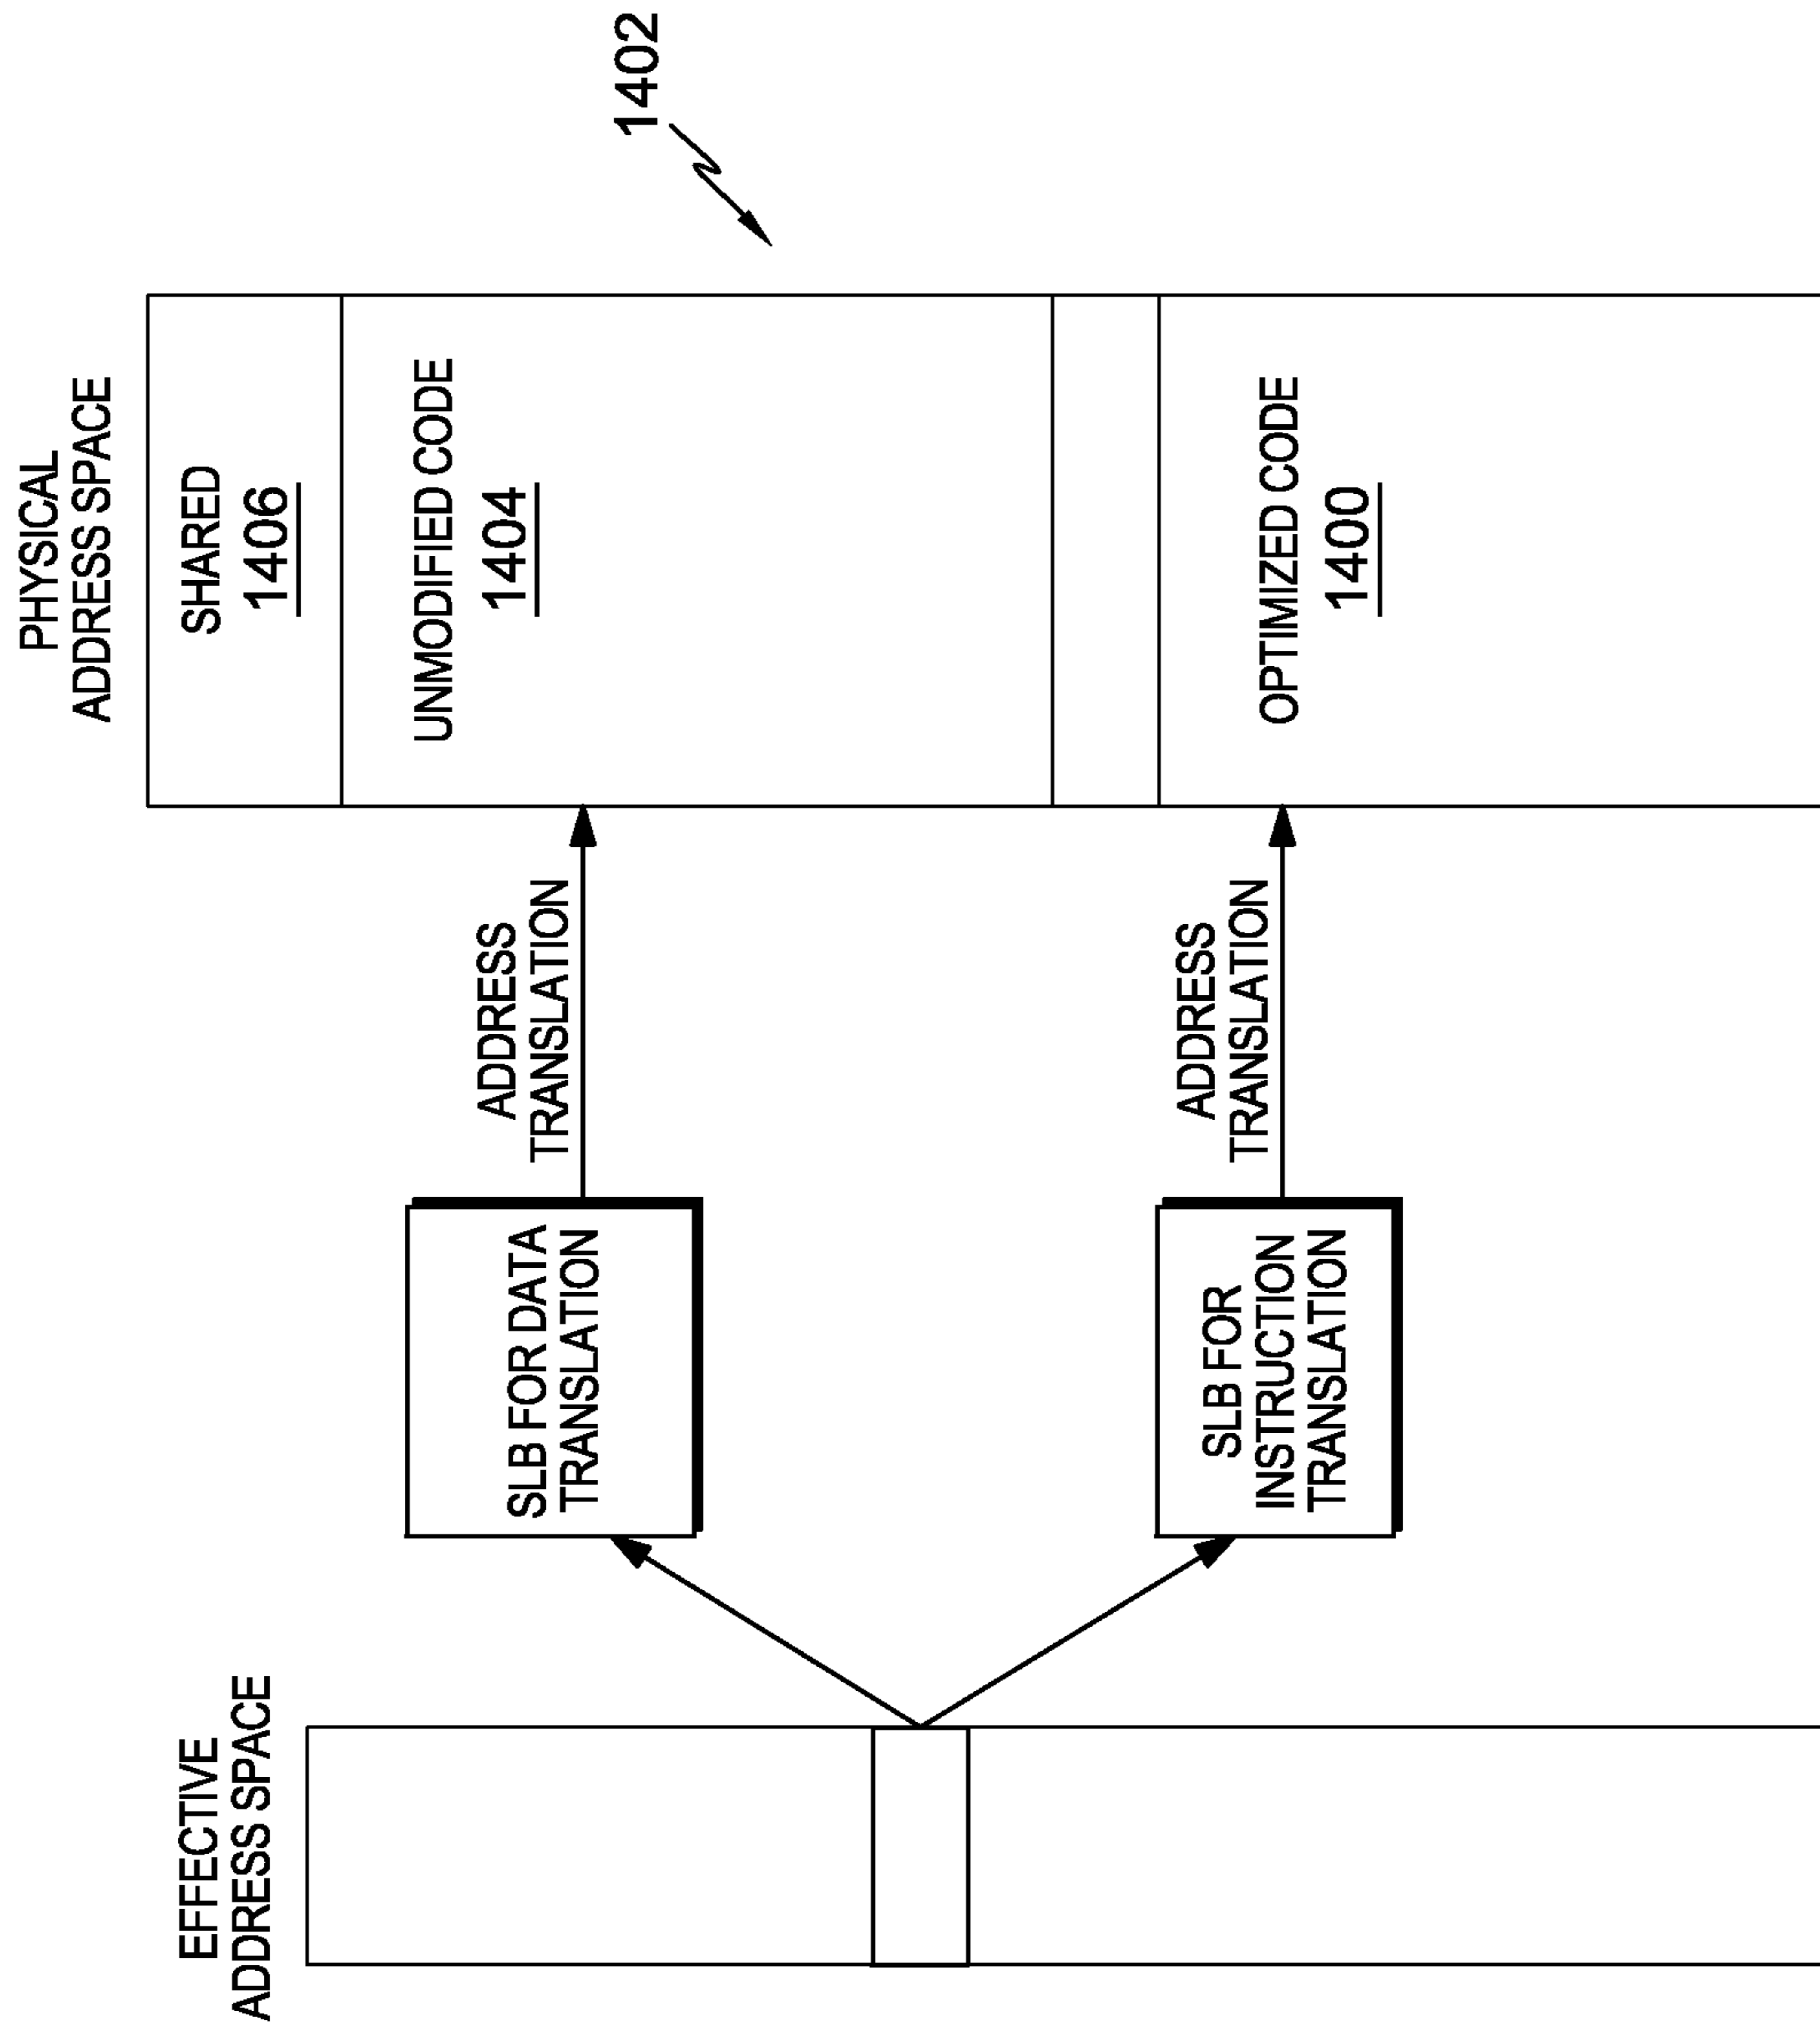 EFFECTIVE
ADDRESS SPACE
SLB FOR DATA
TRANSLATION
SLB FOR
INSTRUCTION
TRANSLATION
ADDRESS
TRANSLATION
ADDRESS
TRANSLATION
PHYSICAL
ADDRESS SPACE
SHARED
1406
UNMODIFIED CODE
1404
OPTIMIZED CODE
1400
1402